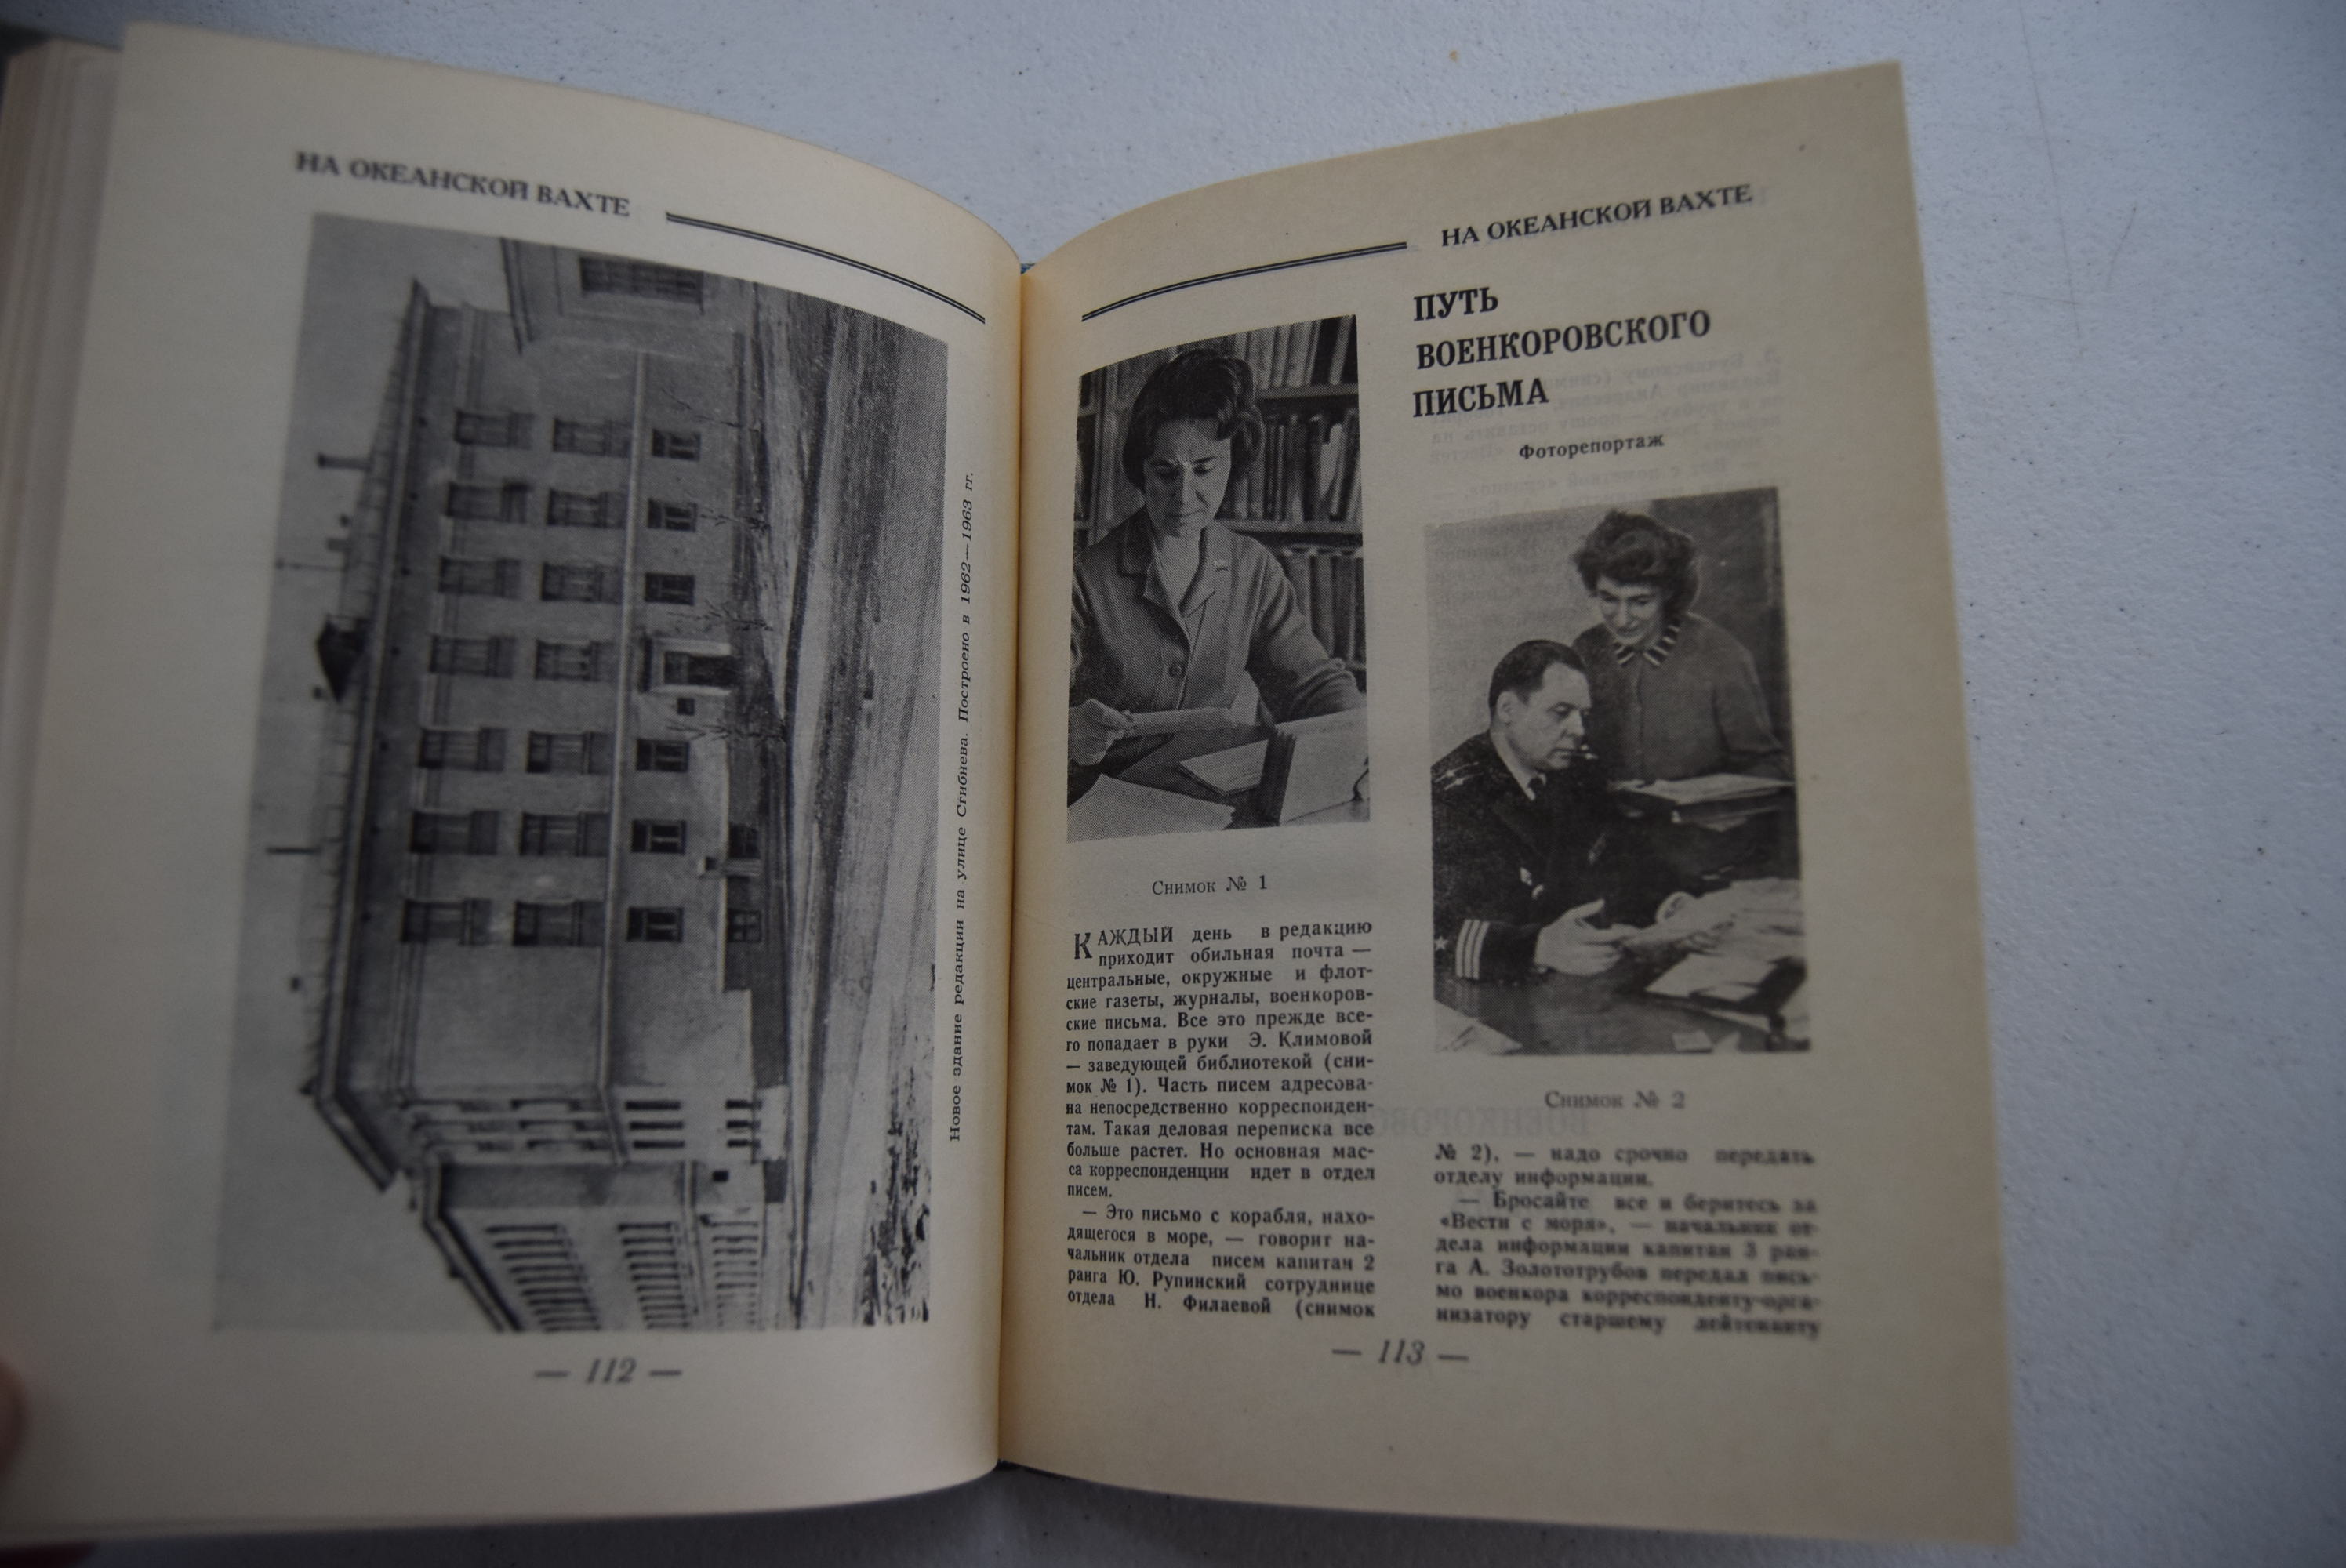 НА ОКЕАНСКОЙ ВАХТЕ
Новое здание редакции на улице Сгибнева. Построено в 1962—1963 гг.
— 112 —
НА ОКЕАНСКОЙ ВАХТЕ
ПУТЬ
ВОЕНКОРОВСКОГО
ПИСЬМА
Фоторепортаж
Снимок № 1
КАЖДЫЙ день в редакцию
приходит обильная почта —
центральные, окружные и флот-
ские газеты, журналы, военкоров-
ские письма. Все это прежде все-
го попадает в руки Э. Климовой
— заведующей библиотекой (сни-
мок № 1). Часть писем адресова-
на непосредственно корреспонден-
там. Такая деловая переписка все
больше растет. Но основная мас-
са корреспонденции идет в отдел
писем.
— Это письмо с корабля, нахо-
дящегося в море, — говорит на-
чальник отдела писем капитан 2
ранга Ю. Рупинский сотруднице
отдела Н. Филаевой (снимок
Снимок № 2
№ 2), — надо срочно передать
отделу информации.
— Бросайте все и беритесь за
«Вести с моря», — начальник от-
дела информации капитан 3 ран-
га А. Золототрубов передал пись-
мо военкора корреспонденту-орга-
низатору старшему лейтенанту
— 113 —